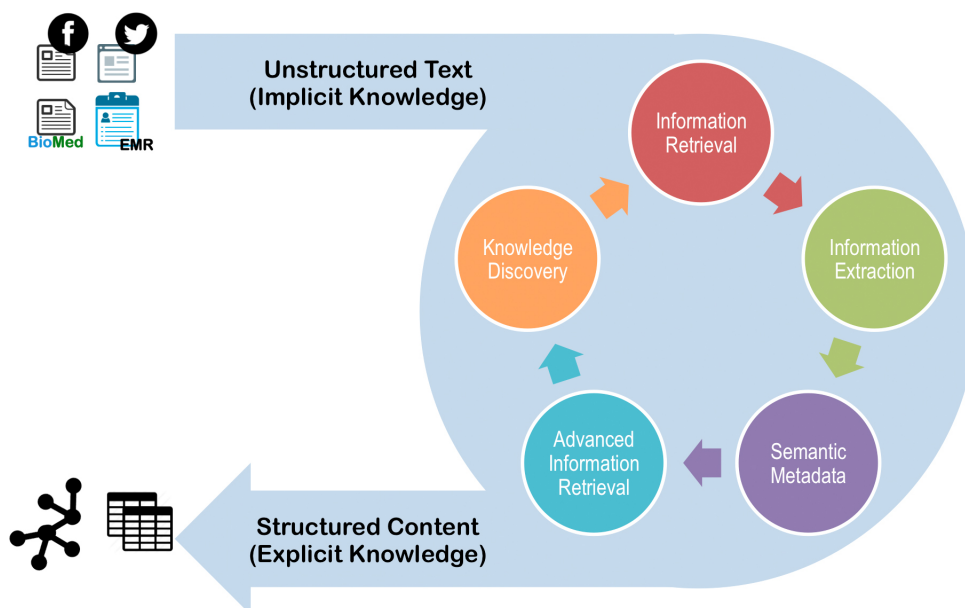 Unstructured Text
(Implicit Knowledge)
BioMed
EMR
Information
Retrieval
Information
Extraction
Semantic
Metadata
Advanced
Information
Retrieval
Knowledge
Discovery
Structured Content
(Explicit Knowledge)